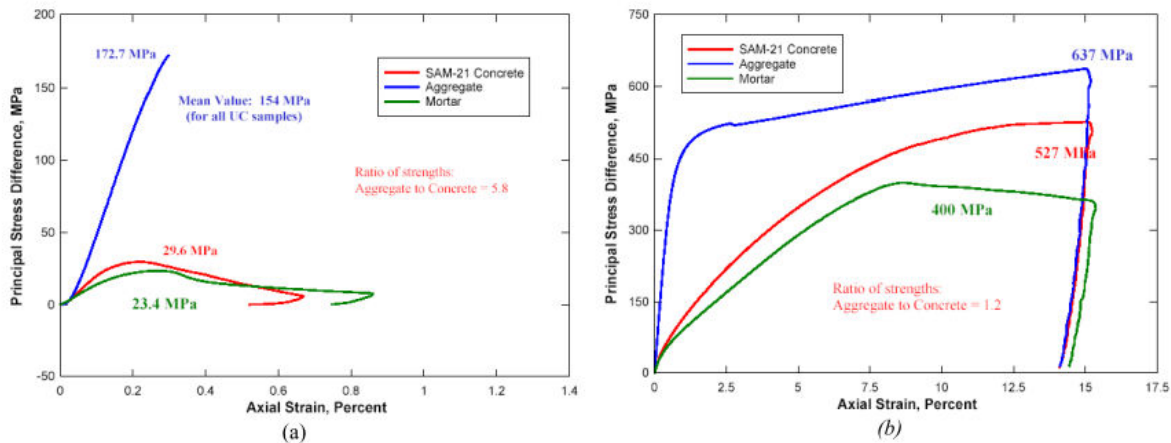 (a)
Principal Stress Difference, MPa
200
150
100
50
0
-50
172.7 MPa
Mean Value: 154 MPa
(for all UC samples)
SAM-21 Concrete
Aggregate
Mortar
Ratio of strengths:
Aggregate to Concrete = 5.8
29.6 MPa
23.4 MPa
0
0.2
0.4
0.6
0.8
1
1.2
1.4
Axial Strain, Percent
(a)
(b)
Principal Stress Difference, MPa
750
600
450
300
150
0
SAM-21 Concrete
Aggregate
Mortar
637 MPa
527 MPa
400 MPa
Ratio of strengths:
Aggregate to Concrete = 1.2
0
2.5
5
7.5
10
12.5
15
17.5
Axial Strain, Percent
(b)